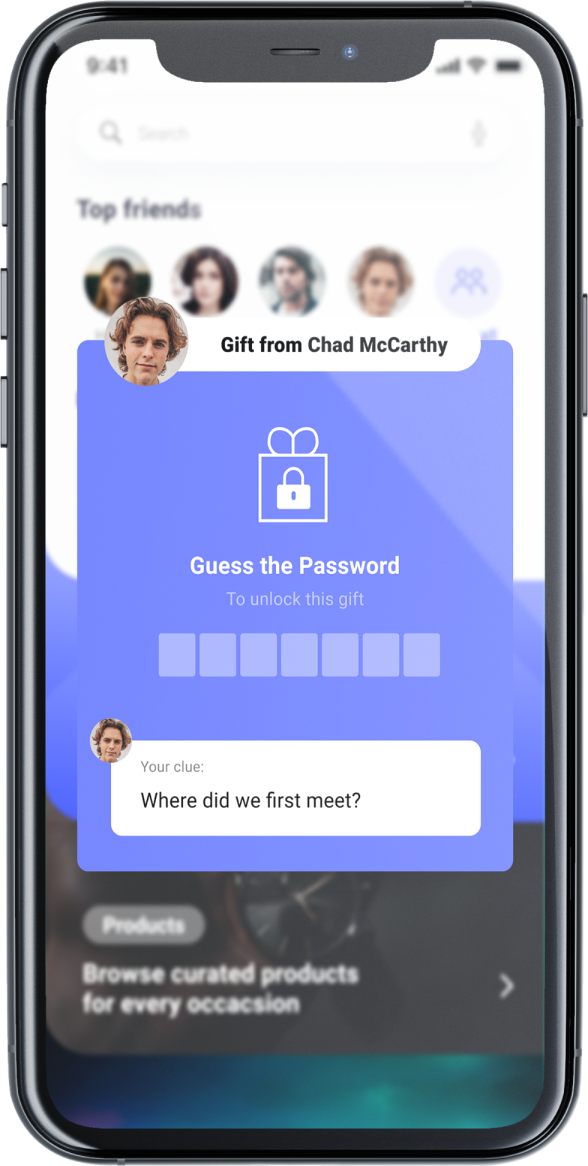 9:41
Search
Top friends
Gift from Chad McCarthy
Guess the Password
To unlock this gift
Your clue:
Where did we first meet?
Products
Browse curated products
for every occacsion